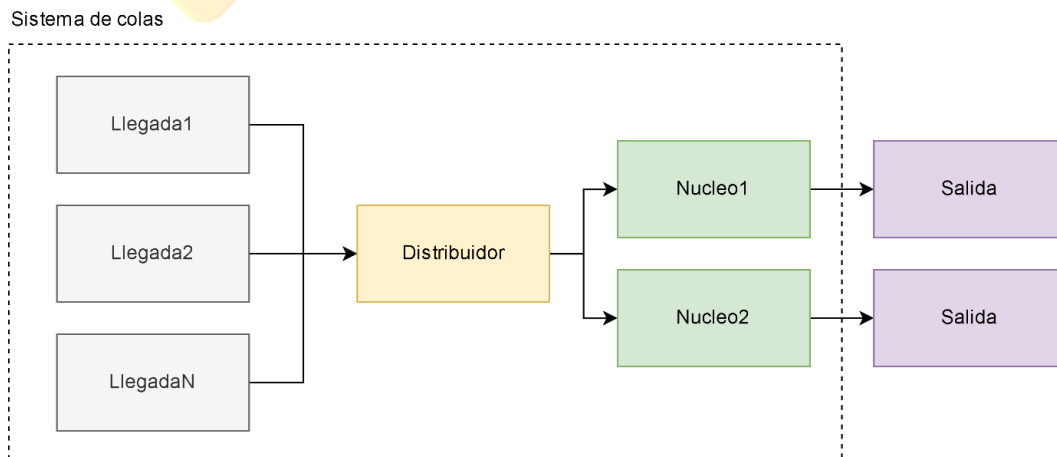 Sistema de colas
Llegada1
Llegada2
LlegadaN
Distribuidor
Nucleo1
Nucleo2
Salida
Salida